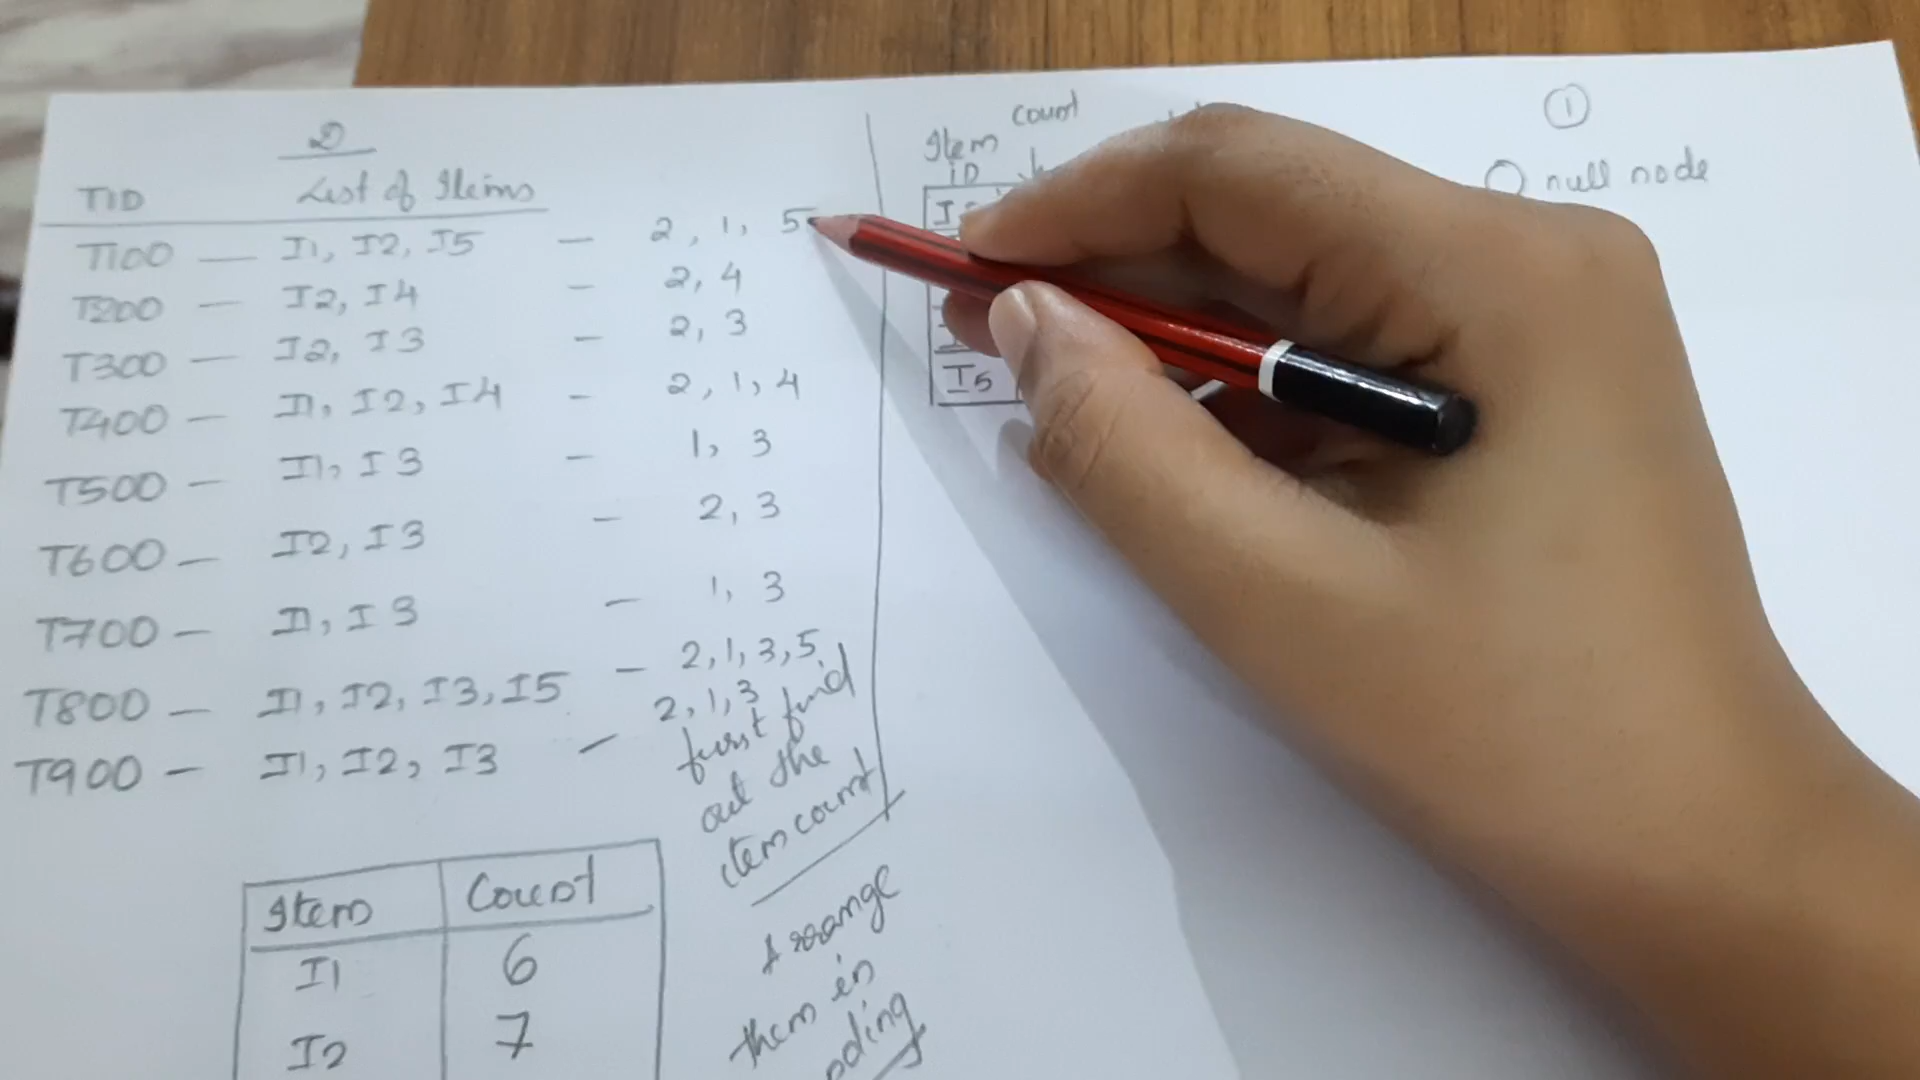 D
TID List of Items
T100 — I1, I2, I5 — 2, 1, 5
T200 — I2, I4 — 2, 4
T300 — I2, I3 — 2, 3
T400 — I1, I2, I4 — 2, 1, 4
T500 — I1, I3 — 1, 3
T600 — I2, I3 — 2, 3
T700 — I1, I3 — 1, 3
T800 — I1, I2, I3, I5 — 2, 1, 3, 5
T900 — I1, I2, I3 — 2, 1, 3
first find
out the
item count
Arrange
them in
Item Count
I1 6
I2 7
count
Item
ID
I5
1
null node